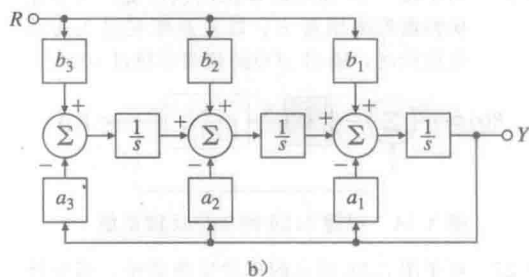 R
b₃ b₂ b₁
+ + +
Σ + 1/s + Σ 1/s + Σ 1/s Y
− − −
a₃ a₂ a₁
b)